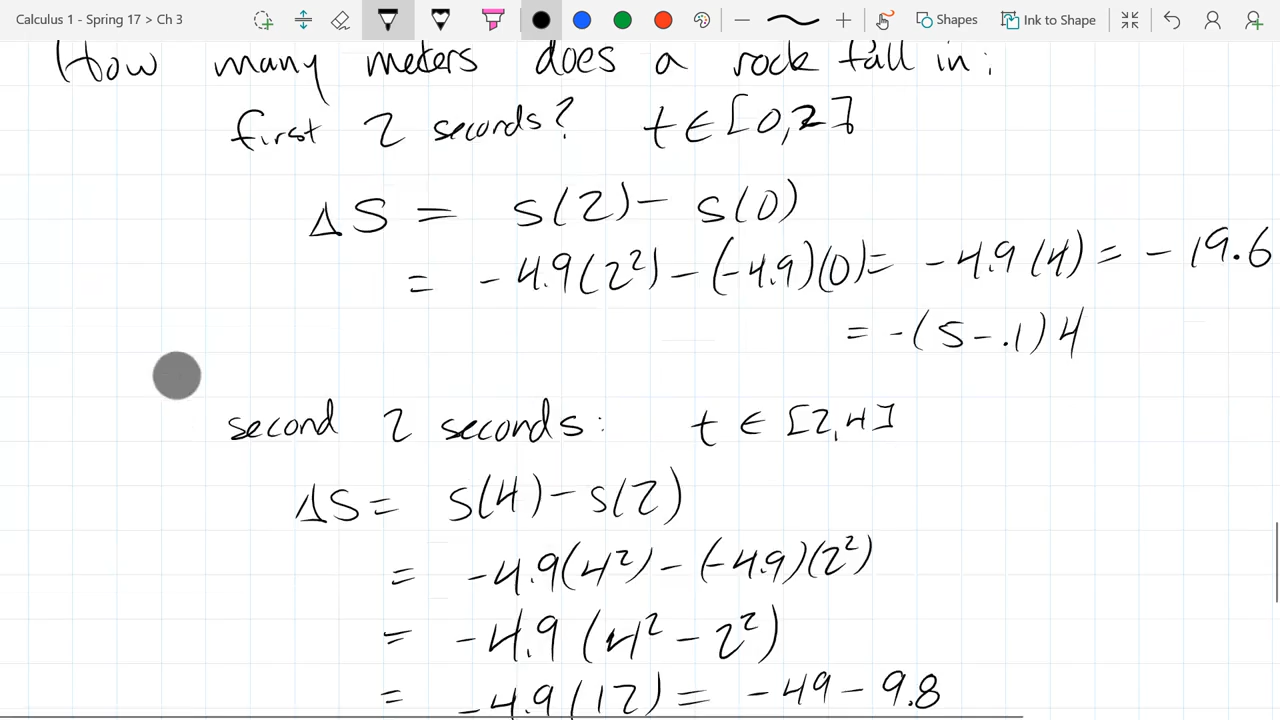 Calculus 1 - Spring 17 > Ch 3
Shapes
Ink to Shape
How many meters does a rock fall in:
first 2 seconds? t ∈ [0,2]
ΔS = s(2) - s(0)
= -4.9(2²) - (-4.9)(0) = -4.9(4) = -19.6
= -(5-.1)4
second 2 seconds: t ∈ [2,4]
ΔS = s(4) - s(2)
= -4.9(4²) - (-4.9)(2²)
= -4.9(4² - 2²)
= -4.9(12) = -49 - 9.8